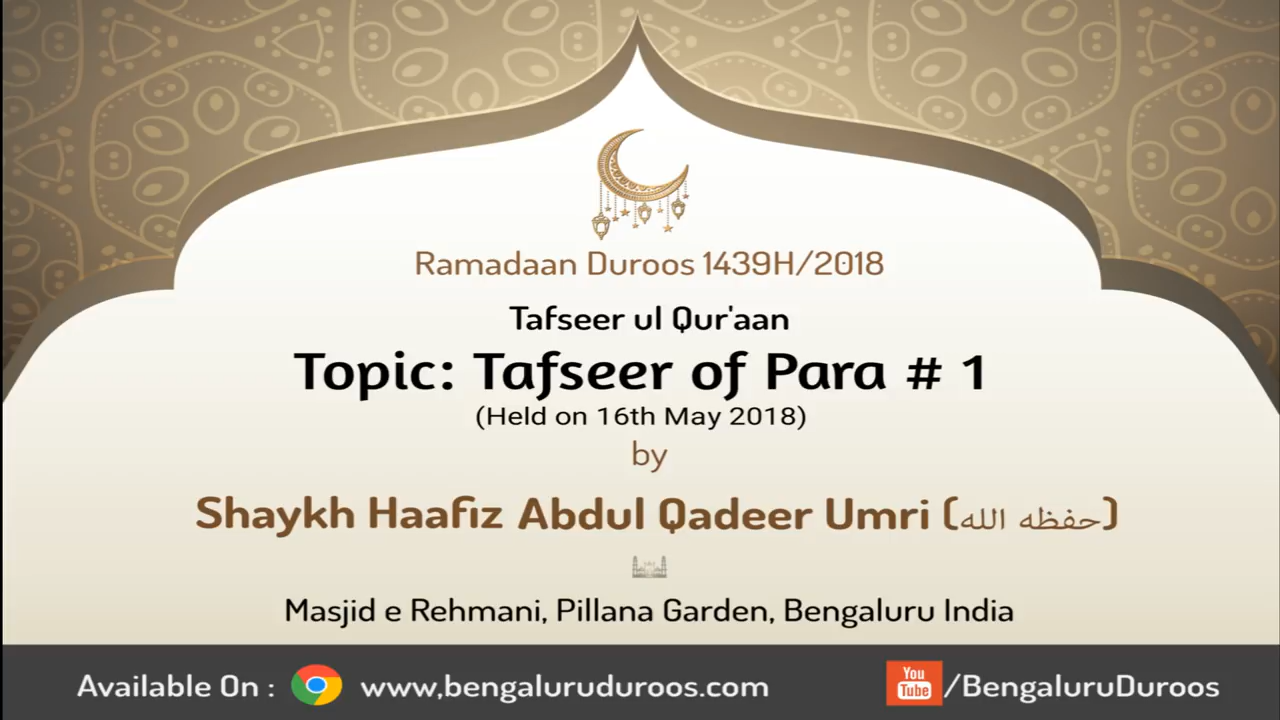 Ramadaan Duroos 1439H/2018
Tafseer ul Qur'aan
Topic: Tafseer of Para # 1
(Held on 16th May 2018)
by
Shaykh Haafiz Abdul Qadeer Umri (حفظه الله)
Masjid e Rehmani, Pillana Garden, Bengaluru India
Available On : www.bengaluruduroos.com You Tube /BengaluruDuroos